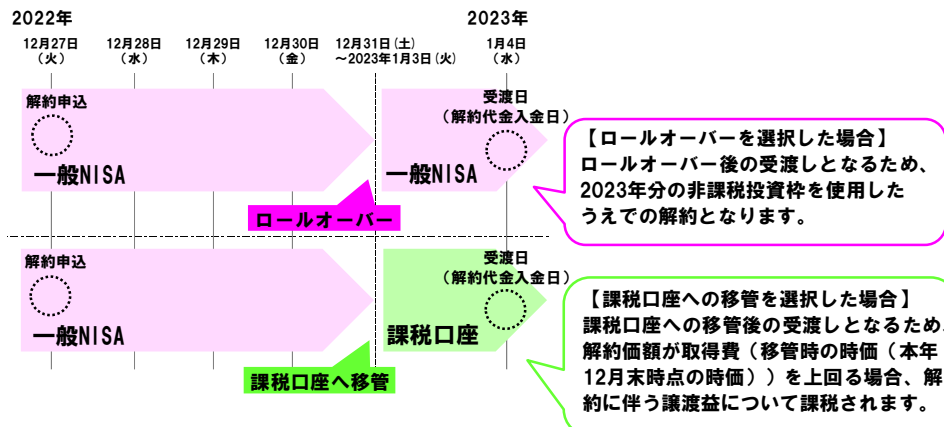 2022年
2023年
12月27日
（火）
12月28日
（水）
12月29日
（木）
12月30日
（金）
12月31日（土）
～2023年1月3日（火）
1月4日
（水）
解約申込
一般NISA
受渡日
（解約代金入金日）
一般NISA
ロールオーバー
【ロールオーバーを選択した場合】
ロールオーバー後の受渡しとなるため、
2023年分の非課税投資枠を使用した
うえでの解約となります。
解約申込
一般NISA
受渡日
（解約代金入金日）
課税口座
課税口座へ移管
【課税口座への移管を選択した場合】
課税口座への移管後の受渡しとなるため、
解約価額が取得費（移管時の時価（本年
12月末時点の時価））を上回る場合、解
約に伴う譲渡益について課税されます。